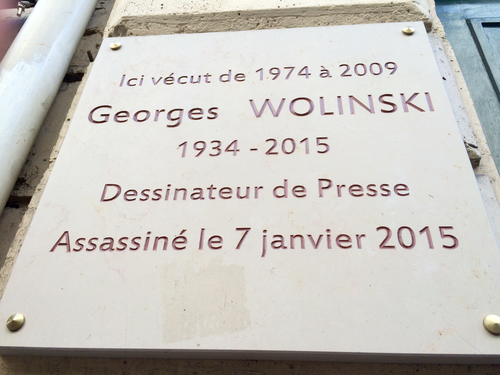 Ici vécut de 1974 à 2009
Georges WOLINSKI
1934 - 2015
Dessinateur de Presse
Assassiné le 7 janvier 2015